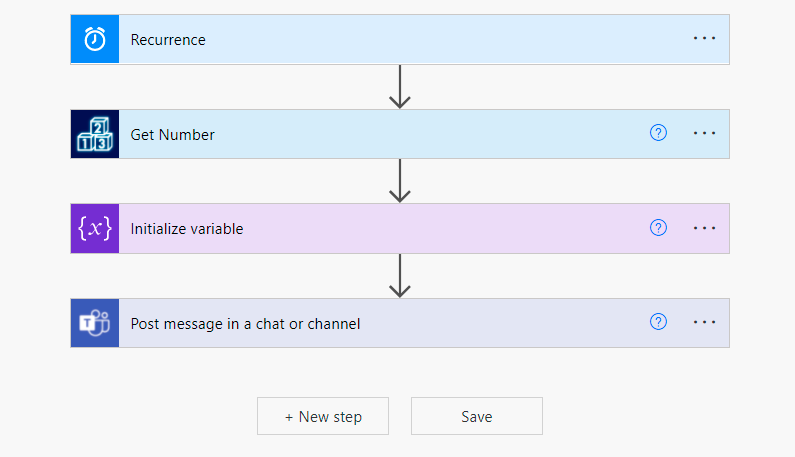 Recurrence
2
1 3
Get Number
{x}
Initialize variable
T
Post message in a chat or channel
+ New step
Save